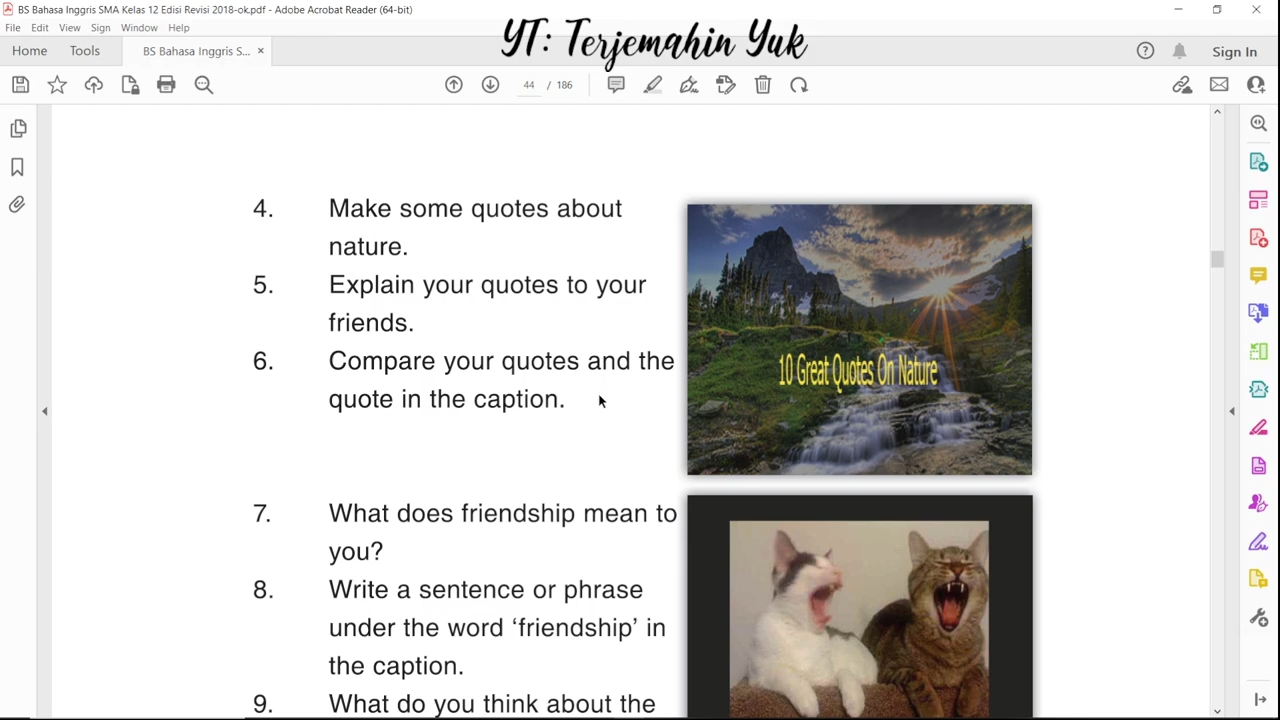 BS Bahasa Inggris SMA Kelas 12 Edisi Revisi 2018-ok.pdf - Adobe Acrobat Reader (64-bit)
YT: Terjemahin Yuk
File Edit View Sign Window Help
Home Tools BS Bahasa Inggris S... × Sign In
44 / 186
4. Make some quotes about
nature.
5. Explain your quotes to your
friends.
6. Compare your quotes and the
quote in the caption.
10 Great Quotes On Nature
7. What does friendship mean to
you?
8. Write a sentence or phrase
under the word ‘friendship’ in
the caption.
9. What do you think about the